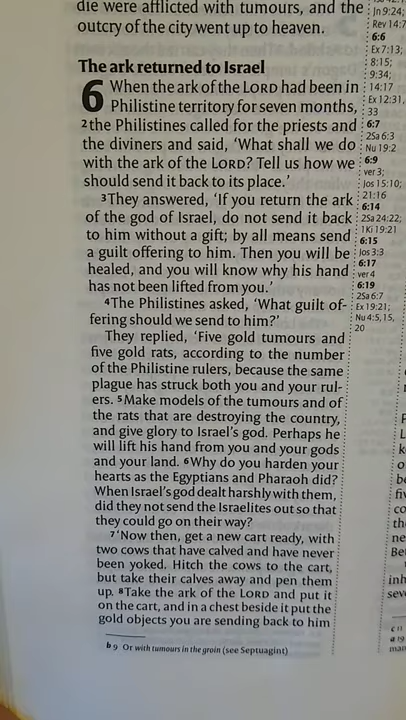 die were afflicted with tumours, and the
outcry of the city went up to heaven.
The ark returned to Israel
6 When the ark of the LORD had been in
Philistine territory for seven months,
2 the Philistines called for the priests and
the diviners and said, 'What shall we do
with the ark of the LORD? Tell us how we
should send it back to its place.'
3 They answered, 'If you return the ark
of the god of Israel, do not send it back
to him without a gift; by all means send
a guilt offering to him. Then you will be
healed, and you will know why his hand
has not been lifted from you.'
4 The Philistines asked, 'What guilt of-
fering should we send to him?'
They replied, 'Five gold tumours and
five gold rats, according to the number
of the Philistine rulers, because the same
plague has struck both you and your rul-
ers. 5 Make models of the tumours and of
the rats that are destroying the country,
and give glory to Israel's god. Perhaps he
will lift his hand from you and your gods
and your land. 6 Why do you harden your
hearts as the Egyptians and Pharaoh did?
When Israel's god dealt harshly with them,
did they not send the Israelites out so that
they could go on their way?
7 'Now then, get a new cart ready, with
two cows that have calved and have never
been yoked. Hitch the cows to the cart,
but take their calves away and pen them
up. 8 Take the ark of the LORD and put it
on the cart, and in a chest beside it put the
gold objects you are sending back to him
b 9 Or with tumours in the groin (see Septuagint)
Jn 9:24;
Rev 14:7
6:6
Ex 7:13;
8:15;
9:34;
14:17
Ex 12:31,
33
6:7
2Sa 6:3
Nu 19:2
6:9
ver 3;
Jos 15:10;
21:16
6:14
2Sa 24:22;
1Ki 19:21
6:15
Jos 3:3
6:17
ver 4
6:19
2Sa 6:7
Ex 19:21;
Nu 4:5,15,
20